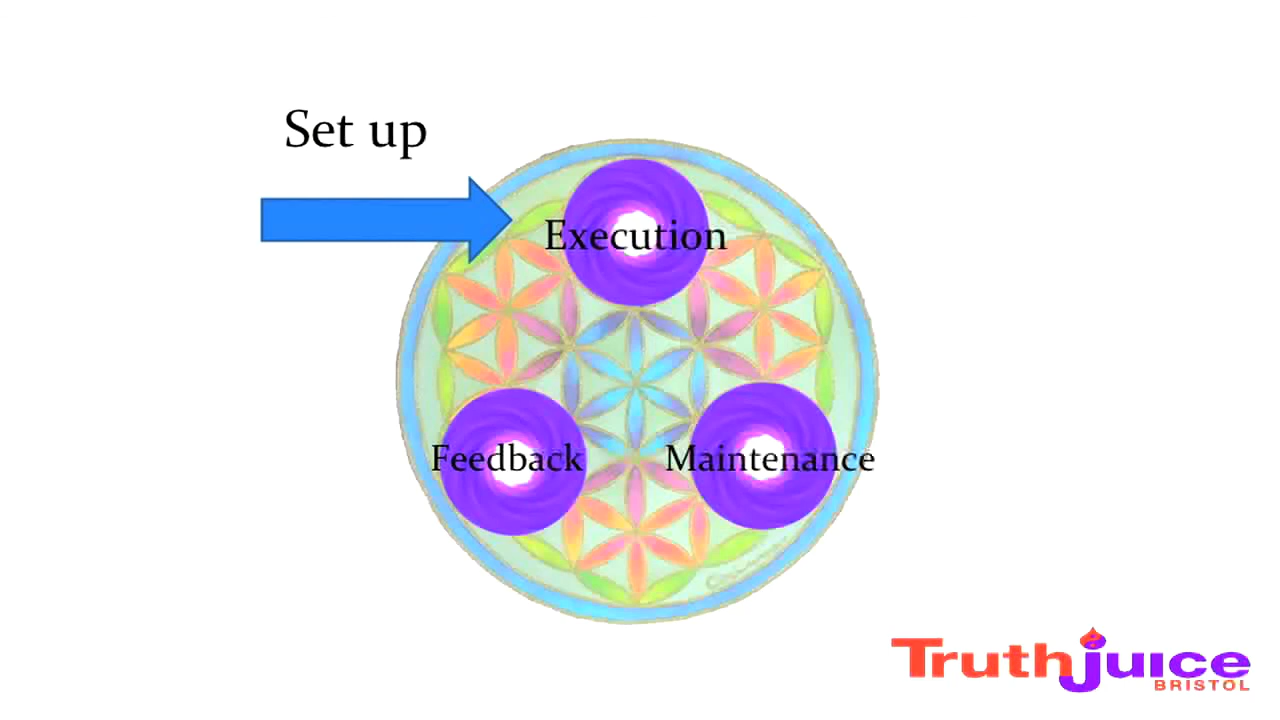 Set up
Execution
Feedback
Maintenance
Truthjuice
BRISTOL